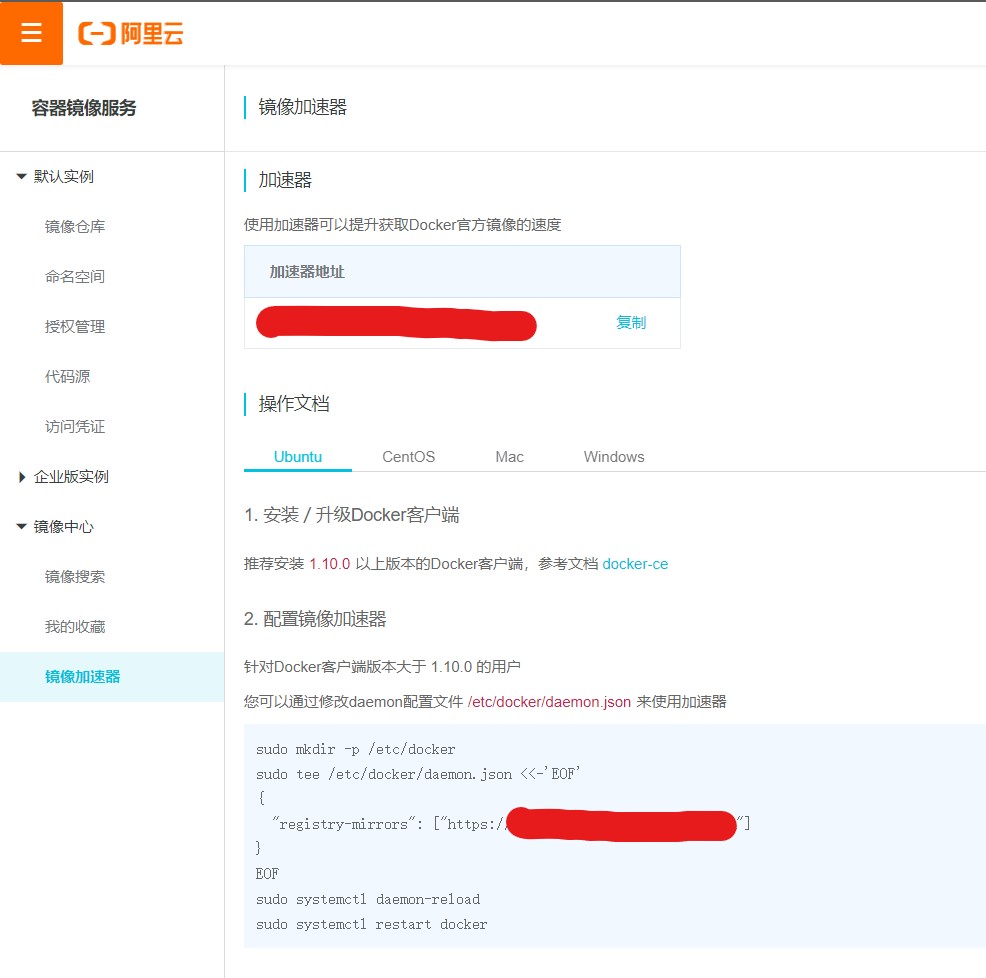 阿里云
容器镜像服务
默认实例
镜像仓库
命名空间
授权管理
代码源
访问凭证
企业版实例
镜像中心
镜像搜索
我的收藏
镜像加速器
镜像加速器
加速器
使用加速器可以提升获取Docker官方镜像的速度
加速器地址
复制
操作文档
Ubuntu CentOS Mac Windows
1. 安装 / 升级Docker客户端
推荐安装 1.10.0 以上版本的Docker客户端，参考文档 docker-ce
2. 配置镜像加速器
针对Docker客户端版本大于 1.10.0 的用户
您可以通过修改daemon配置文件 /etc/docker/daemon.json 来使用加速器
sudo mkdir -p /etc/docker
sudo tee /etc/docker/daemon.json <<-'EOF'
{
"registry-mirrors": ["https:/ "]
}
EOF
sudo systemctl daemon-reload
sudo systemctl restart docker